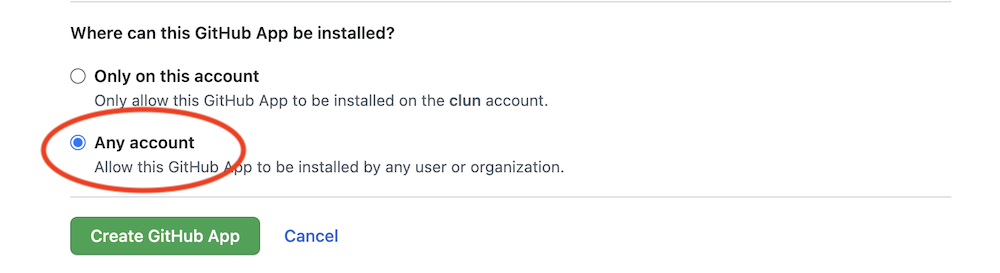 Where can this GitHub App be installed?
Only on this account
Only allow this GitHub App to be installed on the clun account.
Any account
Allow this GitHub App to be installed by any user or organization.
Create GitHub App Cancel